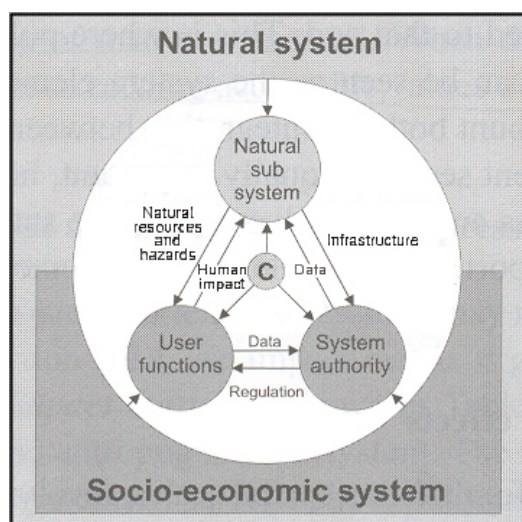 Natural system
Natural
sub
system
Natural
resources
and
hazards
Human
impact
C
Data
Infrastructure
User
functions
Data
Regulation
System
authority
Socio-economic system